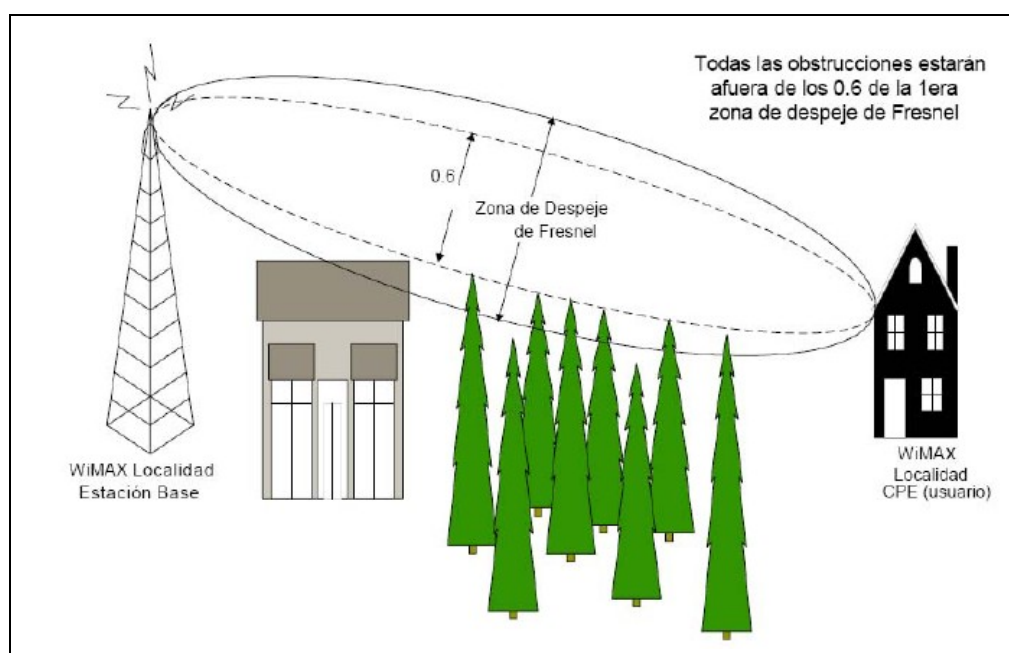 Todas las obstrucciones estarán
afuera de los 0.6 de la 1era
zona de despeje de Fresnel
0.6
Zona de Despeje
de Fresnel
WiMAX Localidad
Estación Base
WiMAX
Localidad
CPE (usuario)